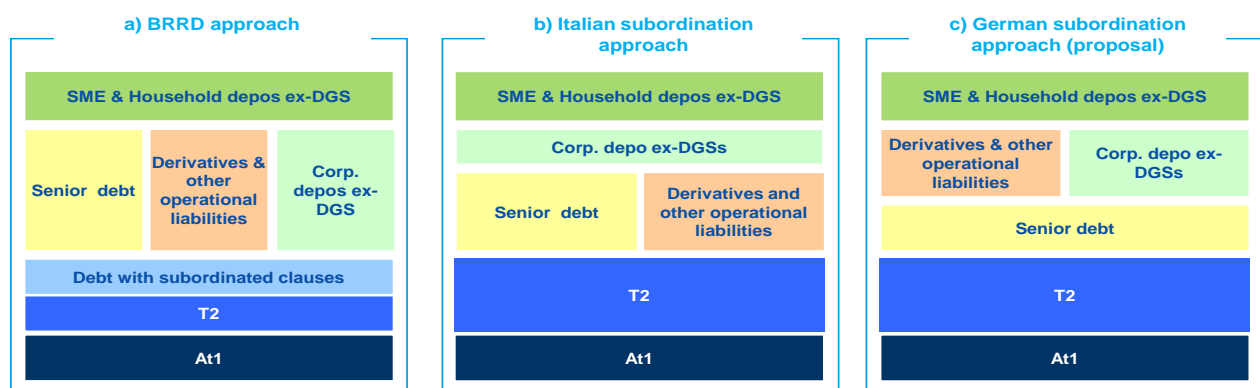 a) BRRD approach
SME & Household depos ex-DGS
Senior debt
Derivatives &
other
operational
liabilities
Corp.
depos ex-
DGS
Debt with subordinated clauses
T2
At1
b) Italian subordination
approach
SME & Household depos ex-DGS
Corp. depo ex-DGSs
Senior debt
Derivatives and
other operational
liabilities
T2
At1
c) German subordination
approach (proposal)
SME & Household depos ex-DGS
Derivatives & other
operational
liabilities
Corp. depo ex-
DGSs
Senior debt
T2
At1